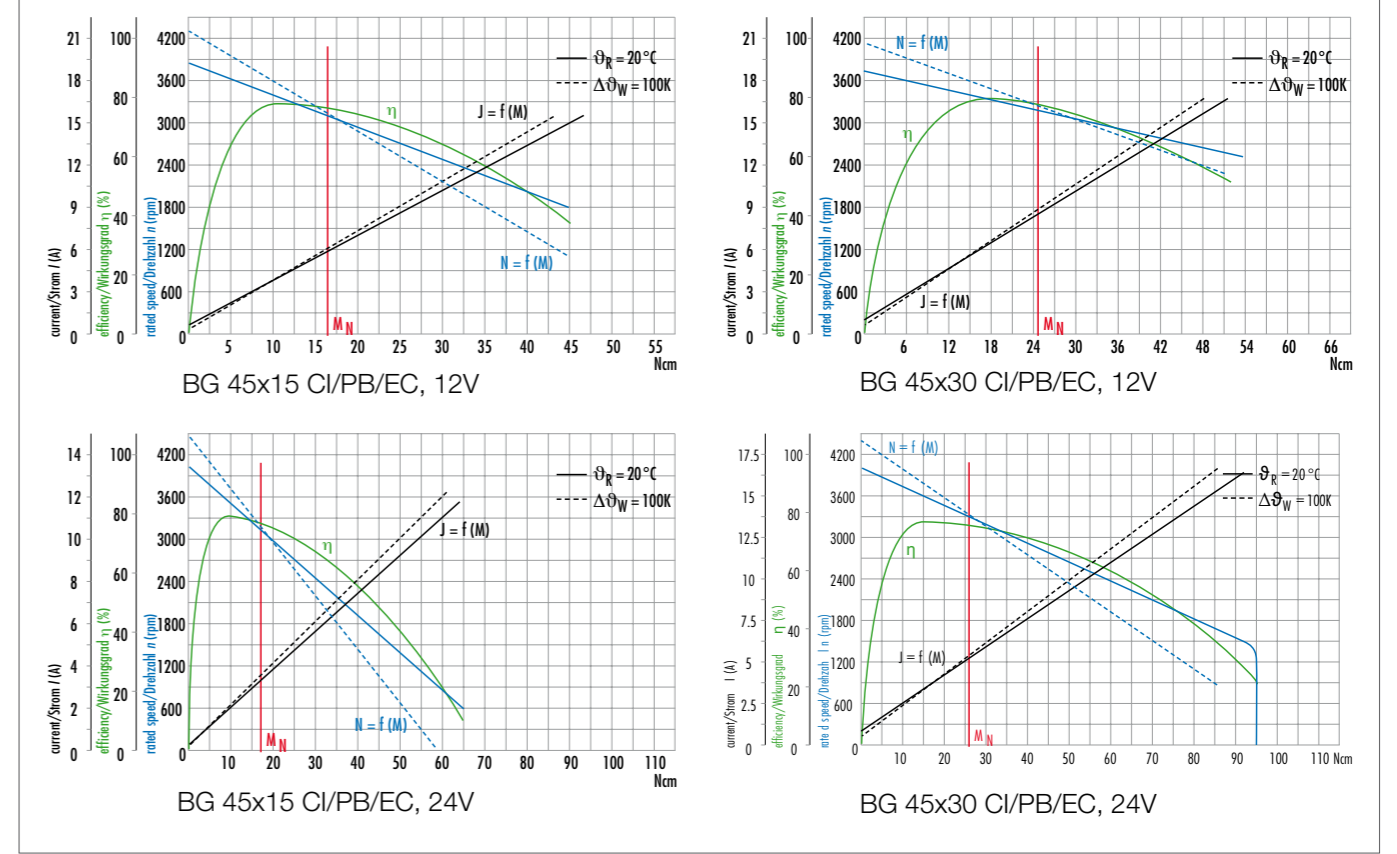 21
18
15
12
9
6
3
0
current/Strom I (A)
100
80
60
40
20
0
efficiency/Wirkungsgrad η (%)
4200
3600
3000
2400
1800
1200
600
0
rated speed/Drehzahl n (rpm)
η
J = f (M)
ϑR = 20°C
ΔϑW = 100K
N = f (M)
MN
5 10 15 20 25 30 35 40 45 50 55
Ncm
BG 45x15 CI/PB/EC, 12V
21
18
15
12
9
6
3
0
current/Strom I (A)
100
80
60
40
20
0
efficiency/Wirkungsgrad η (%)
4200
3600
3000
2400
1800
1200
600
0
rated speed/Drehzahl n (rpm)
N = f (M)
ϑR = 20°C
ΔϑW = 100K
η
J = f (M)
MN
6 12 18 24 30 36 42 48 54 60 66
Ncm
BG 45x30 CI/PB/EC, 12V
14
12
10
8
6
4
2
0
current/Strom I (A)
100
80
60
40
20
0
efficiency/Wirkungsgrad η (%)
4200
3600
3000
2400
1800
1200
600
0
rated speed/Drehzahl n (rpm)
ϑR = 20°C
ΔϑW = 100K
J = f (M)
η
N = f (M)
MN
10 20 30 40 50 60 70 80 90 100 110
Ncm
BG 45x15 CI/PB/EC, 24V
17.5
15
12.5
10
7.5
5
2.5
0
current/Strom I (A)
100
80
60
40
20
0
efficiency/Wirkungsgrad η (%)
4200
3600
3000
2400
1800
1200
600
0
rate d speed/Drehzah l n (rpm)
N = f (M)
ϑR = 20°C
ΔϑW = 100K
η
J = f (M)
MN
10 20 30 40 50 60 70 80 90 100 110 Ncm
BG 45x30 CI/PB/EC, 24V